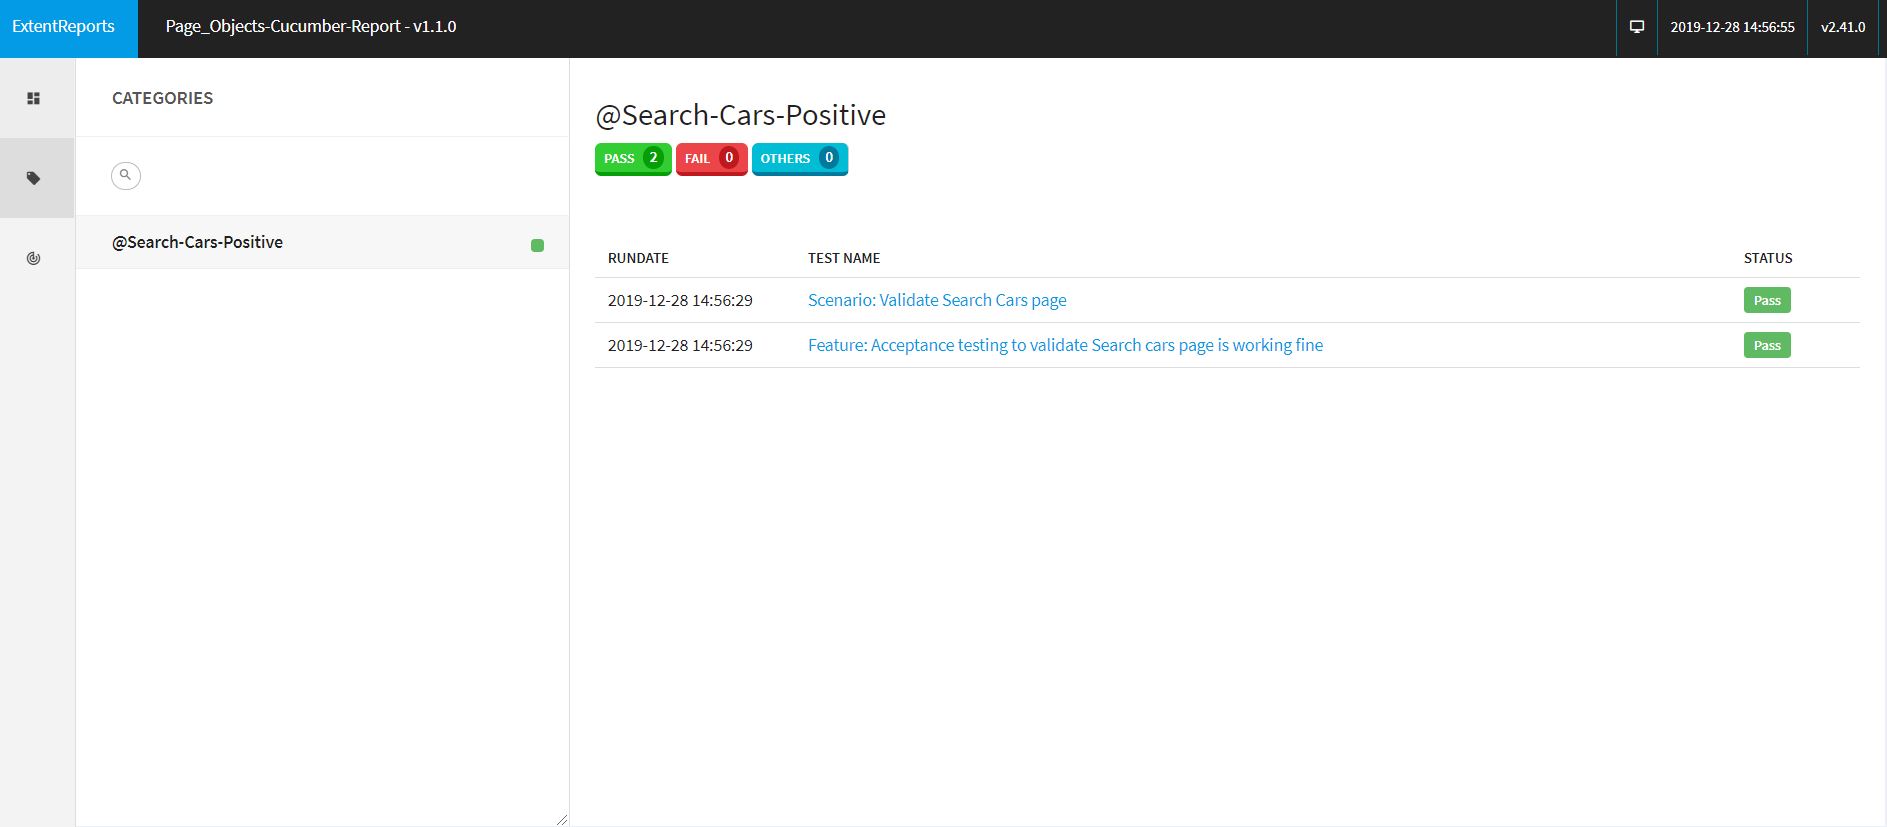 ExtentReports
Page_Objects-Cucumber-Report - v1.1.0
2019-12-28 14:56:55
v2.41.0
CATEGORIES
@Search-Cars-Positive
@Search-Cars-Positive
PASS 2 FAIL 0 OTHERS 0
RUNDATE TEST NAME STATUS
2019-12-28 14:56:29 Scenario: Validate Search Cars page Pass
2019-12-28 14:56:29 Feature: Acceptance testing to validate Search cars page is working fine Pass